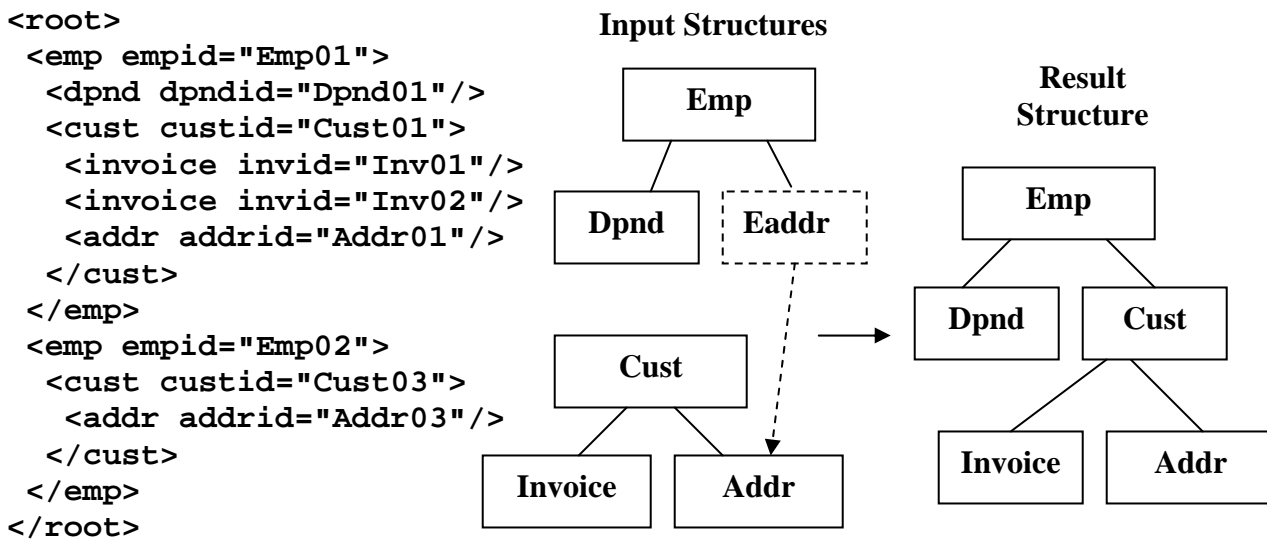 <root>
<emp empid="Emp01">
<dpnd dpndid="Dpnd01"/>
<cust custid="Cust01">
<invoice invid="Inv01"/>
<invoice invid="Inv02"/>
<addr addrid="Addr01"/>
</cust>
</emp>
<emp empid="Emp02">
<cust custid="Cust03">
<addr addrid="Addr03"/>
</cust>
</emp>
</root>
Input Structures
Emp
Dpnd Eaddr
Cust
Invoice Addr
Result
Structure
Emp
Dpnd Cust
Invoice Addr